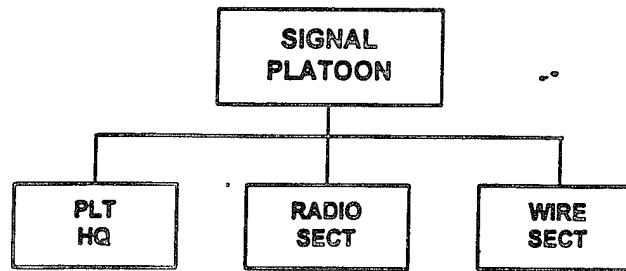 SIGNAL
PLATOON
PLT
HQ
RADIO
SECT
WIRE
SECT